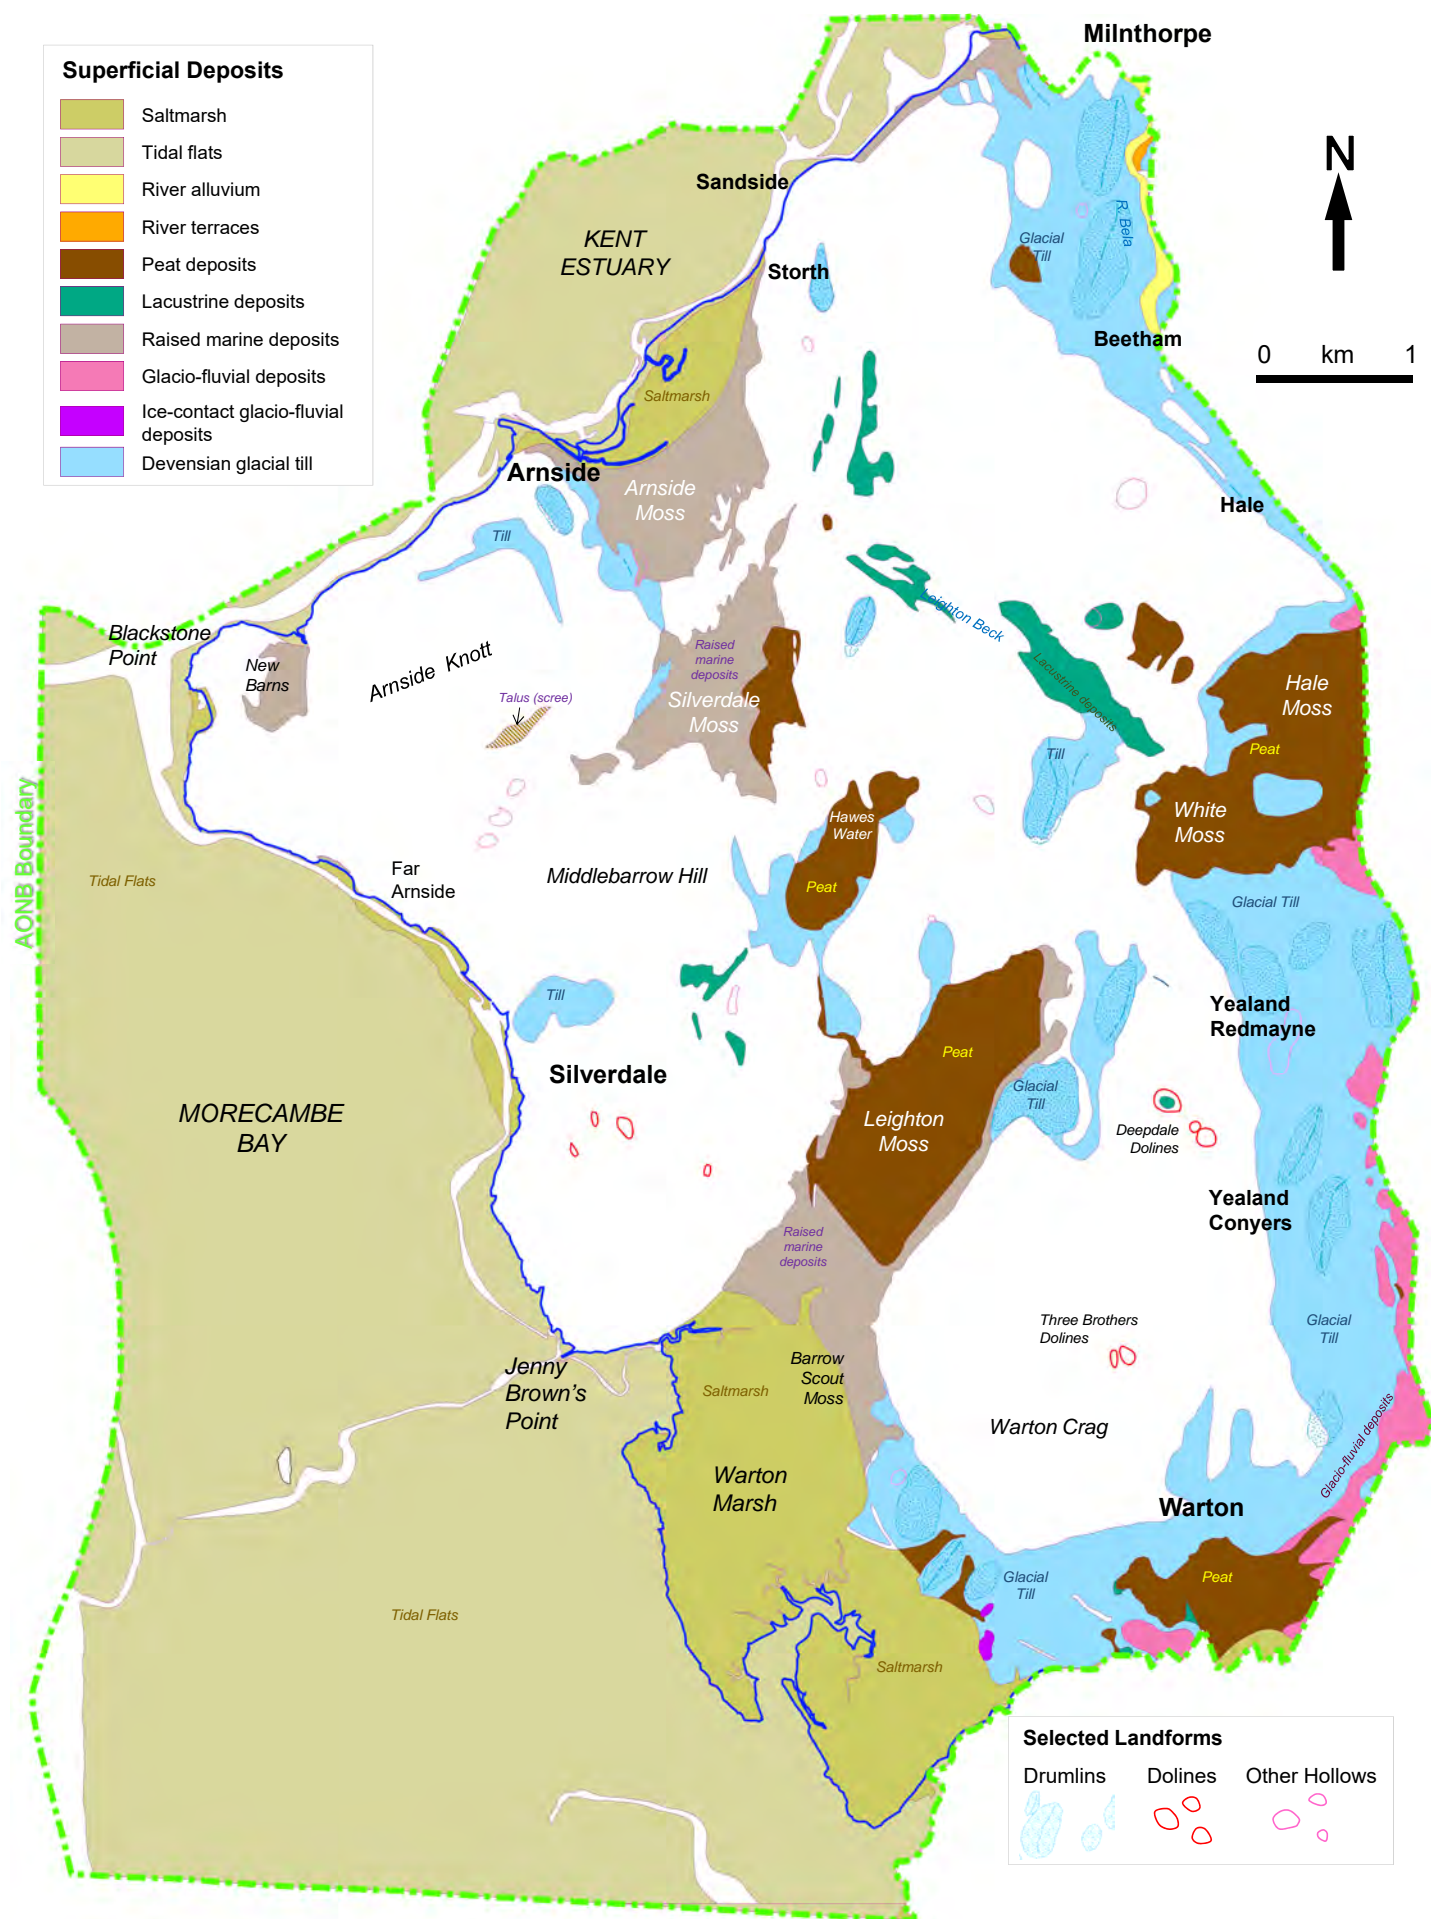 Milnthorpe
Superficial Deposits
Saltmarsh
Tidal flats
River alluvium
River terraces
Peat deposits
Lacustrine deposits
Raised marine deposits
Glacio-fluvial deposits
Ice-contact glacio-fluvial
deposits
Devensian glacial till
N
0 km 1
Sandside
KENT
ESTUARY
Storth
R. Bela
Glacial
Till
Beetham
Saltmarsh
Arnside
Arnside
Moss
Hale
Till
Leighton Beck
Blackstone
Point
New
Barns
Arnside Knott
Talus (scree)
Raised
marine
deposits
Silverdale
Moss
Lacustrine deposits
Hale
Moss
Peat
Till
White
Moss
Hawes
Water
Peat
AONB Boundary
Tidal Flats
Far
Arnside
Middlebarrow Hill
Glacial Till
Till
Yealand
Redmayne
Silverdale
Peat
Glacial
Till
Leighton
Moss
MORECAMBE
BAY
Deepdale
Dolines
Yealand
Conyers
Raised
marine
deposits
Three Brothers
Dolines
Glacial
Till
Jenny
Brown's
Point
Barrow
Scout
Moss
Saltmarsh
Warton Crag
Glacio-fluvial deposits
Warton
Marsh
Warton
Glacial
Till
Peat
Tidal Flats
Saltmarsh
Selected Landforms
Drumlins Dolines Other Hollows